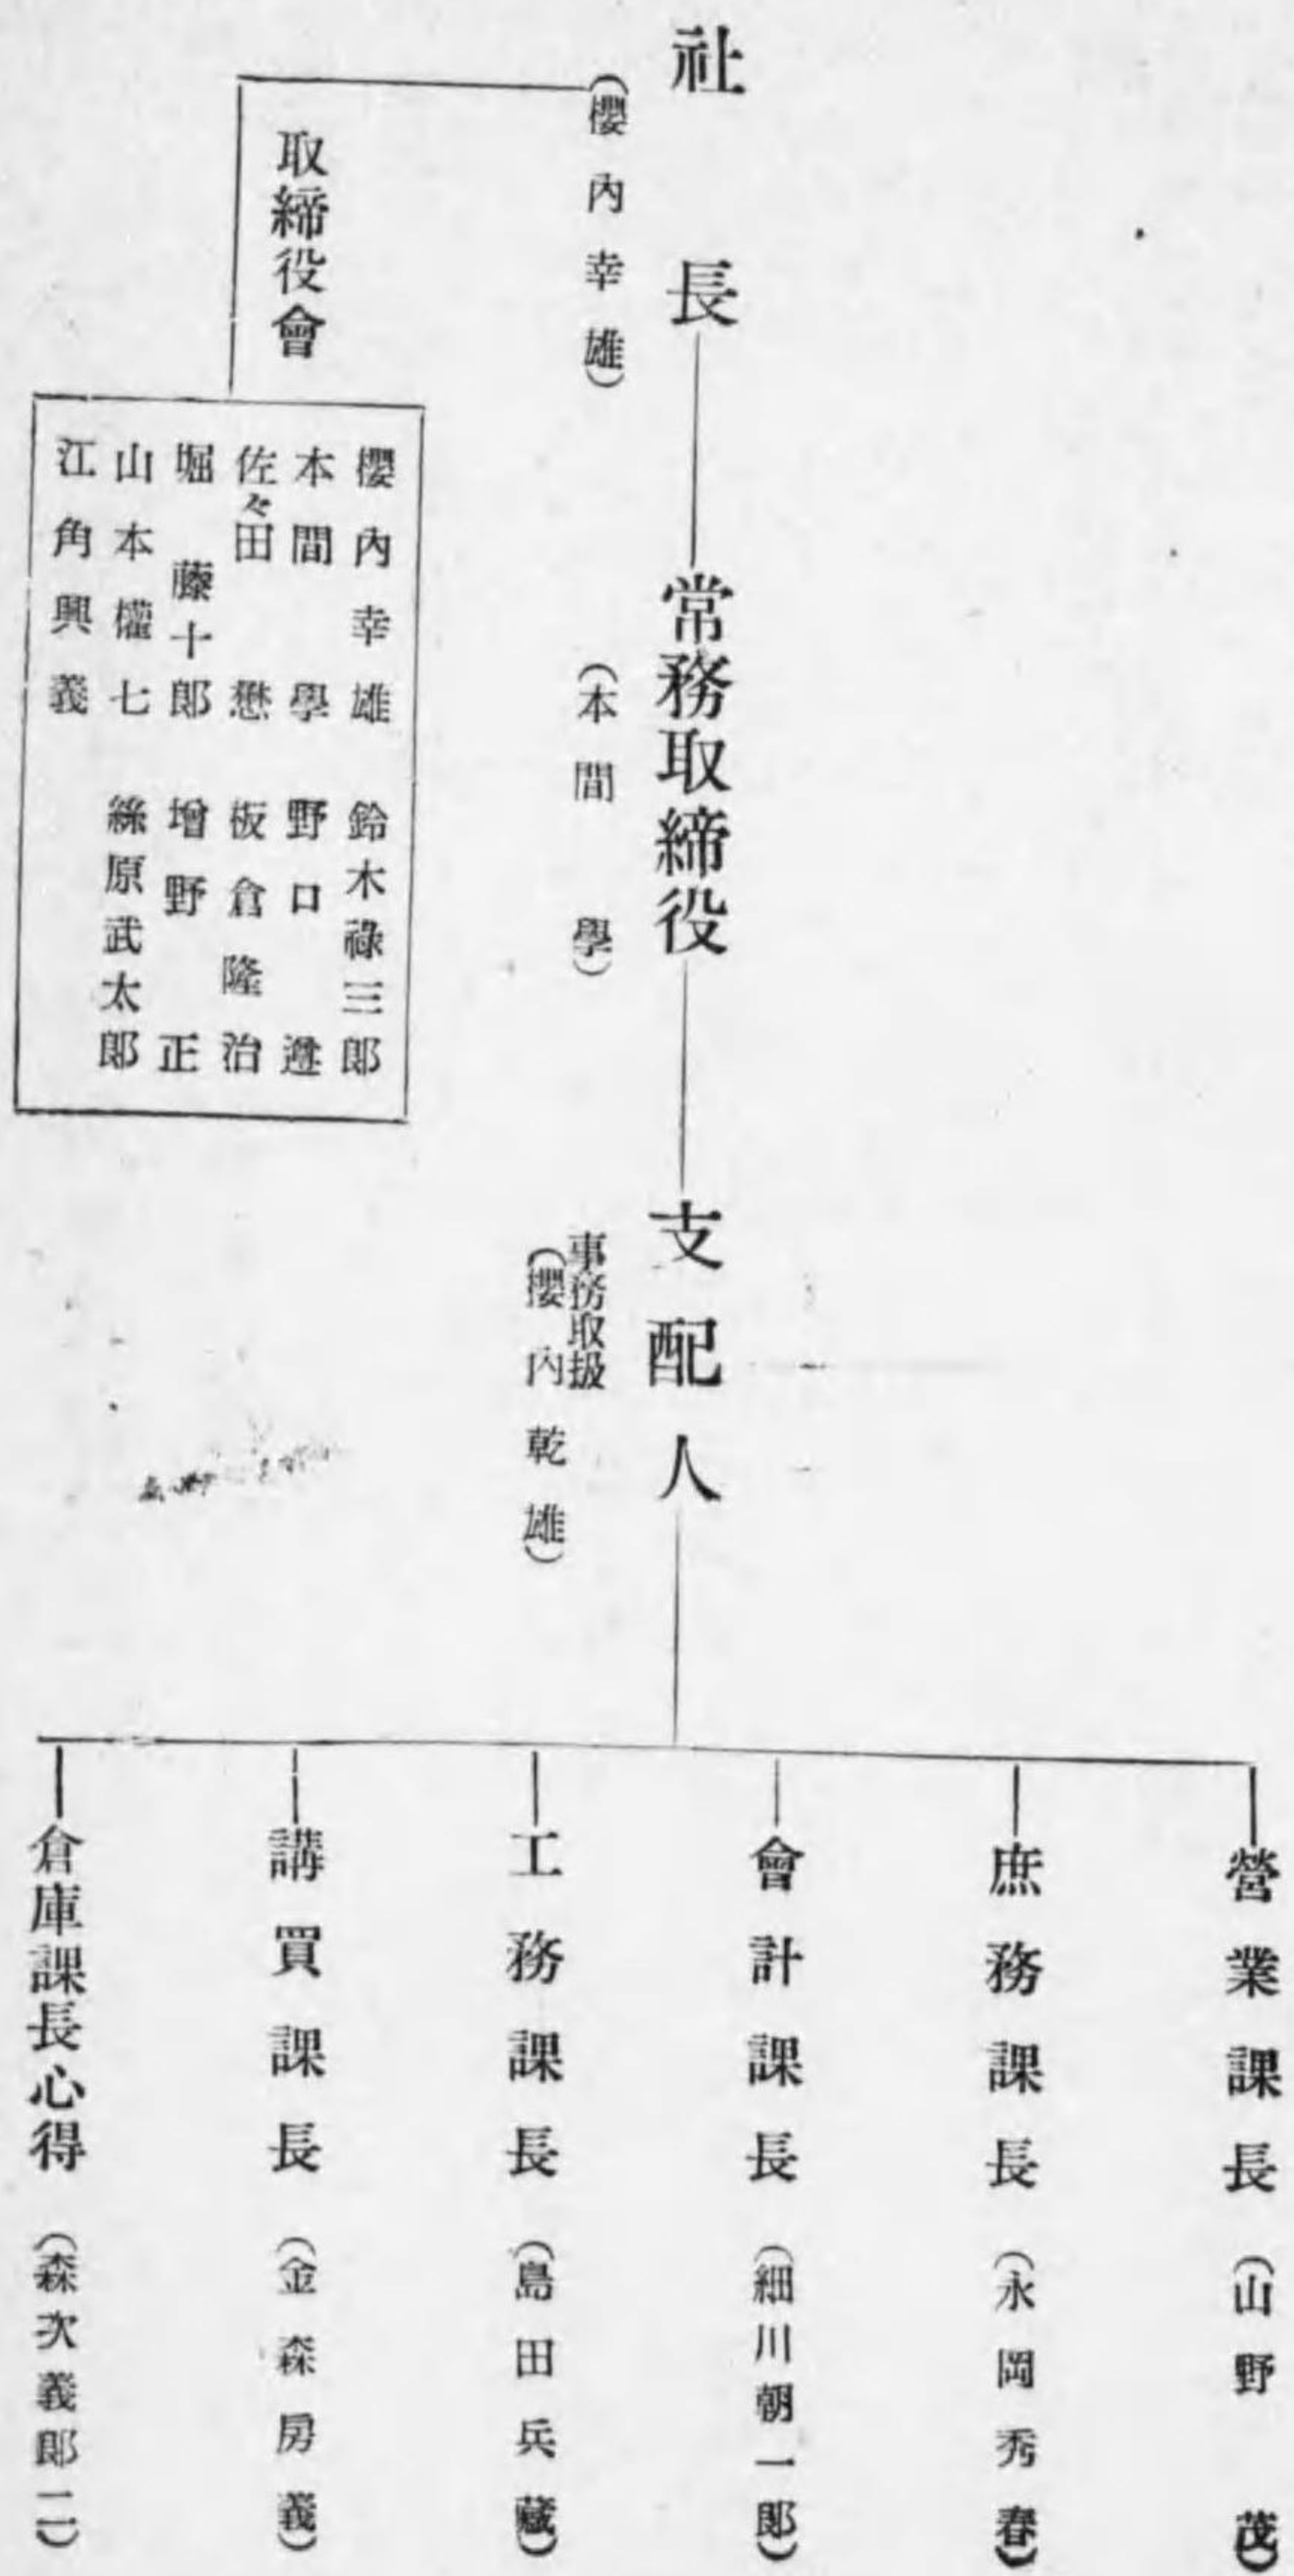 社長
(櫻內幸雄)
取締役會
櫻內幸雄
鈴木祿三郎
本間學
野口遵
佐々田懋
板倉隆治
堀藤十郎
增野正
山本權七
絲原武太郎
江角興義
常務取締役
(本間學)
支配人
事務取扱
(櫻內乾雄)
營業課長(山野茂)
庶務課長(永岡秀春)
會計課長(細川朝一郎)
工務課長(島田兵藏)
講買課長(金森房義)
倉庫課長心得(森次義郎二)